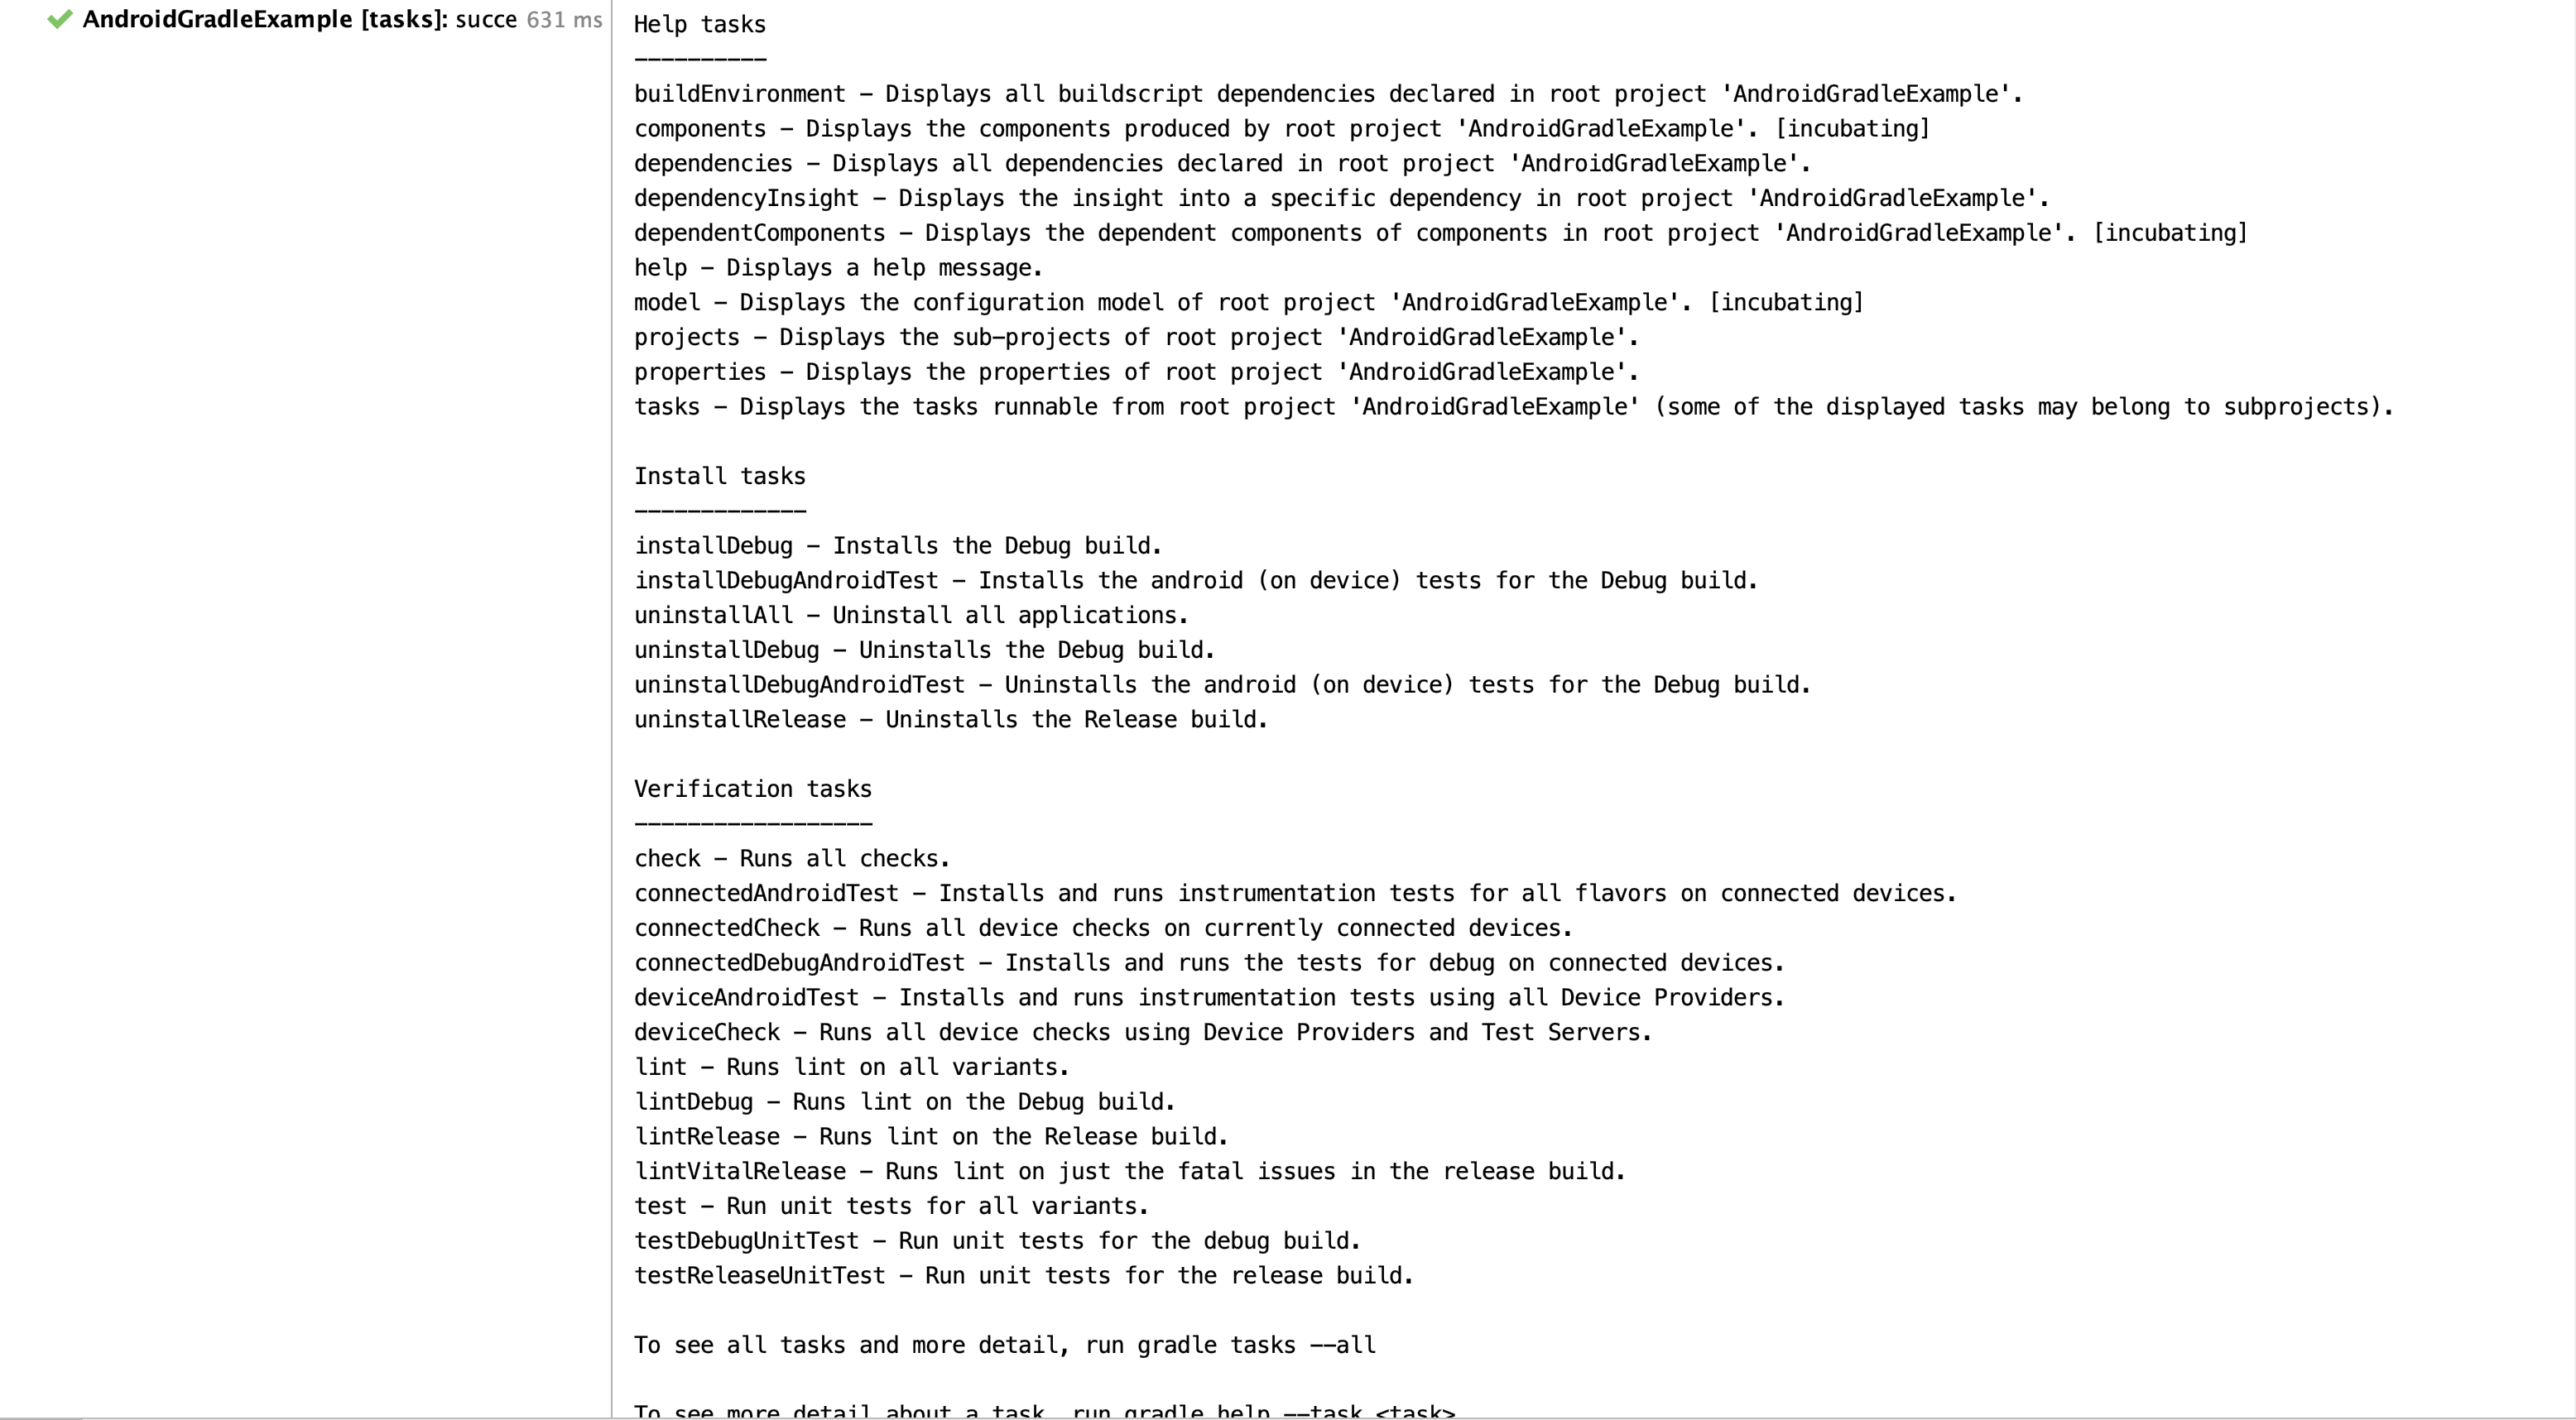 AndroidGradleExample [tasks]: succe 631 ms
Help tasks
----------
buildEnvironment - Displays all buildscript dependencies declared in root project 'AndroidGradleExample'.
components - Displays the components produced by root project 'AndroidGradleExample'. [incubating]
dependencies - Displays all dependencies declared in root project 'AndroidGradleExample'.
dependencyInsight - Displays the insight into a specific dependency in root project 'AndroidGradleExample'.
dependentComponents - Displays the dependent components of components in root project 'AndroidGradleExample'. [incubating]
help - Displays a help message.
model - Displays the configuration model of root project 'AndroidGradleExample'. [incubating]
projects - Displays the sub-projects of root project 'AndroidGradleExample'.
properties - Displays the properties of root project 'AndroidGradleExample'.
tasks - Displays the tasks runnable from root project 'AndroidGradleExample' (some of the displayed tasks may belong to subprojects).
Install tasks
-------------
installDebug - Installs the Debug build.
installDebugAndroidTest - Installs the android (on device) tests for the Debug build.
uninstallAll - Uninstall all applications.
uninstallDebug - Uninstalls the Debug build.
uninstallDebugAndroidTest - Uninstalls the android (on device) tests for the Debug build.
uninstallRelease - Uninstalls the Release build.
Verification tasks
------------------
check - Runs all checks.
connectedAndroidTest - Installs and runs instrumentation tests for all flavors on connected devices.
connectedCheck - Runs all device checks on currently connected devices.
connectedDebugAndroidTest - Installs and runs the tests for debug on connected devices.
deviceAndroidTest - Installs and runs instrumentation tests using all Device Providers.
deviceCheck - Runs all device checks using Device Providers and Test Servers.
lint - Runs lint on all variants.
lintDebug - Runs lint on the Debug build.
lintRelease - Runs lint on the Release build.
lintVitalRelease - Runs lint on just the fatal issues in the release build.
test - Run unit tests for all variants.
testDebugUnitTest - Run unit tests for the debug build.
testReleaseUnitTest - Run unit tests for the release build.
To see all tasks and more detail, run gradle tasks --all
To see more detail about a task, run gradle help --task <task>